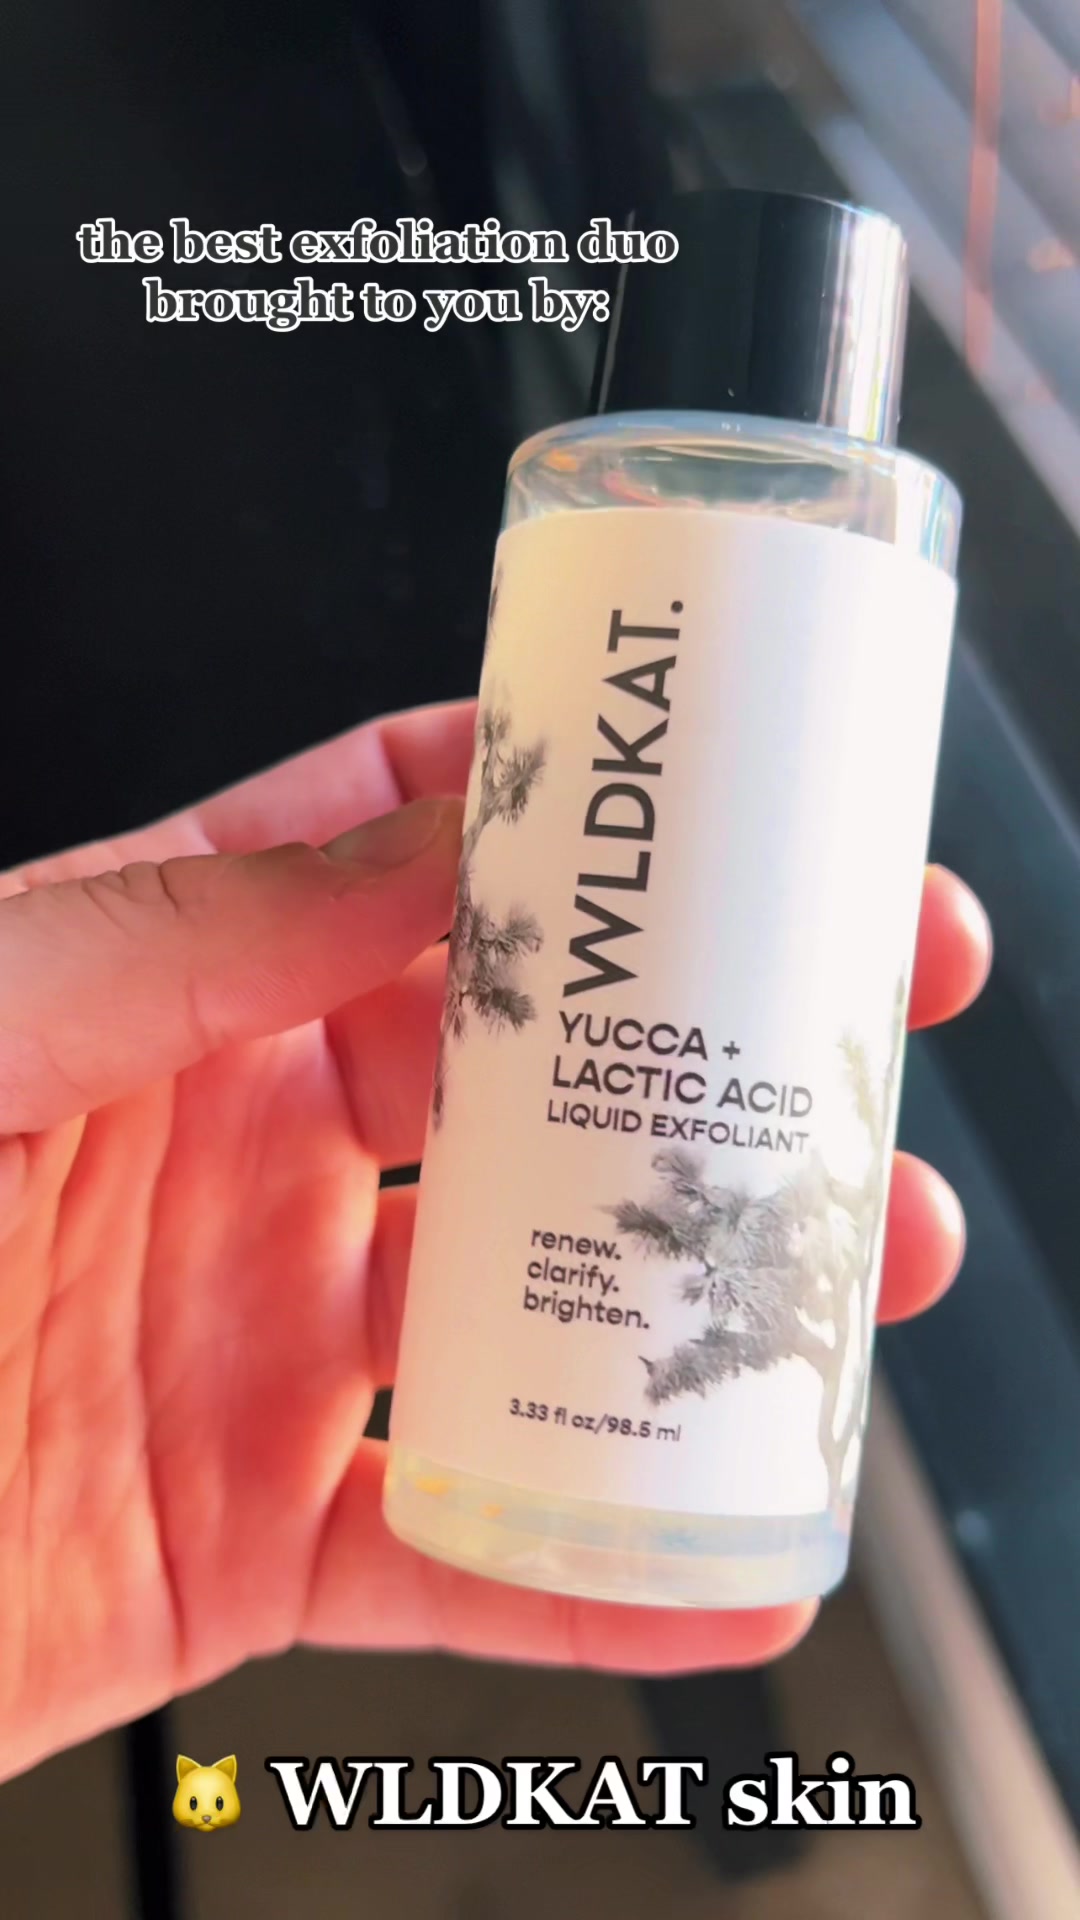 the best exfoliation duo
brought to you by:
WLDKAT.
YUCCA +
LACTIC ACID
LIQUID EXFOLIANT
renew.
clarify.
brighten.
3.33 fl oz/98.5 ml
🐱 WLDKAT skin